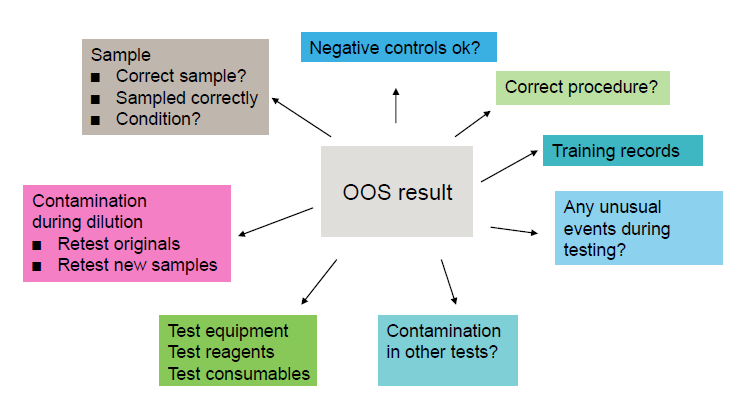 Negative controls ok?
Sample
■ Correct sample?
■ Sampled correctly
■ Condition?
Correct procedure?
Training records
OOS result
Contamination
during dilution
■ Retest originals
■ Retest new samples
Any unusual
events during
testing?
Test equipment
Test reagents
Test consumables
Contamination
in other tests?